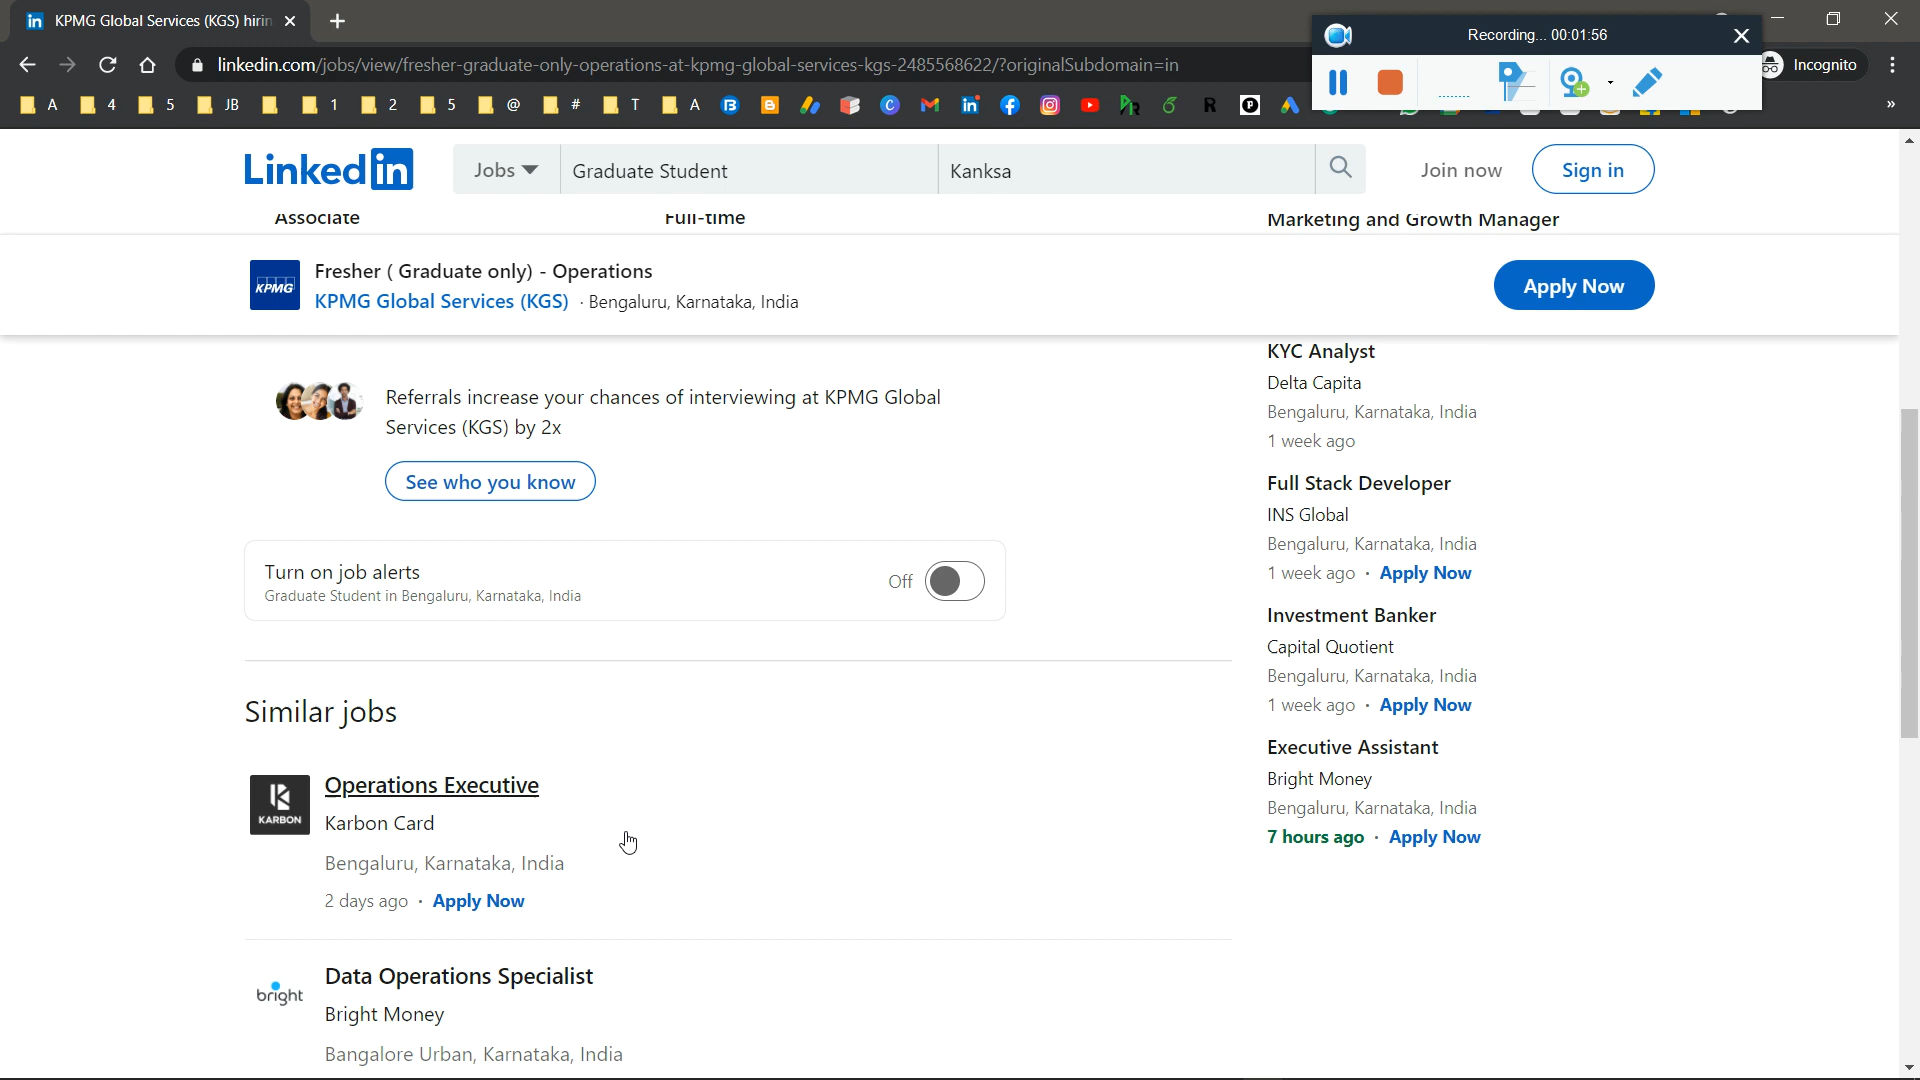 KPMG Global Services (KGS) hirin
Recording... 00:01:56
linkedin.com/jobs/view/fresher-graduate-only-operations-at-kpmg-global-services-kgs-2485568622/?originalSubdomain=in
Incognito
A 4 5 JB 1 2 5 @ # T A
LinkedIn
Jobs
Graduate Student
Kanksa
Join now
Sign in
Associate
Full-time
Marketing and Growth Manager
KPMG
Fresher ( Graduate only) - Operations
KPMG Global Services (KGS) · Bengaluru, Karnataka, India
Apply Now
Referrals increase your chances of interviewing at KPMG Global
Services (KGS) by 2x
See who you know
Turn on job alerts
Graduate Student in Bengaluru, Karnataka, India
Off
Similar jobs
KARBON
Operations Executive
Karbon Card
Bengaluru, Karnataka, India
2 days ago · Apply Now
bright
Data Operations Specialist
Bright Money
Bangalore Urban, Karnataka, India
KYC Analyst
Delta Capita
Bengaluru, Karnataka, India
1 week ago
Full Stack Developer
INS Global
Bengaluru, Karnataka, India
1 week ago · Apply Now
Investment Banker
Capital Quotient
Bengaluru, Karnataka, India
1 week ago · Apply Now
Executive Assistant
Bright Money
Bengaluru, Karnataka, India
7 hours ago · Apply Now